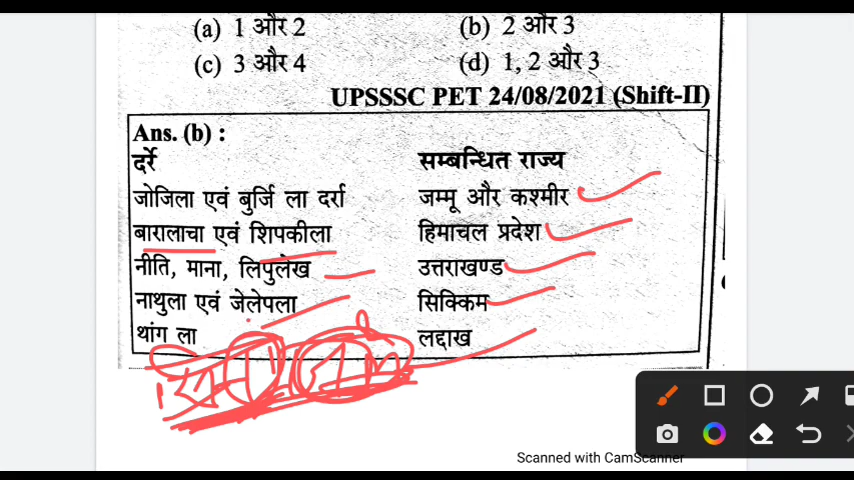 (a) 1 और 2 (b) 2 और 3
(c) 3 और 4 (d) 1, 2 और 3
UPSSSC PET 24/08/2021 (Shift-II)
Ans. (b) :
दर्रे सम्बन्धित राज्य
जोजिला एवं बुर्जि ला दर्रा जम्मू और कश्मीर
बारालाचा एवं शिपकीला हिमाचल प्रदेश
नीति, माना, लिपुलेख उत्तराखण्ड
नाथुला एवं जेलेपला सिक्किम
थांग ला लद्दाख
Scanned with CamScanner